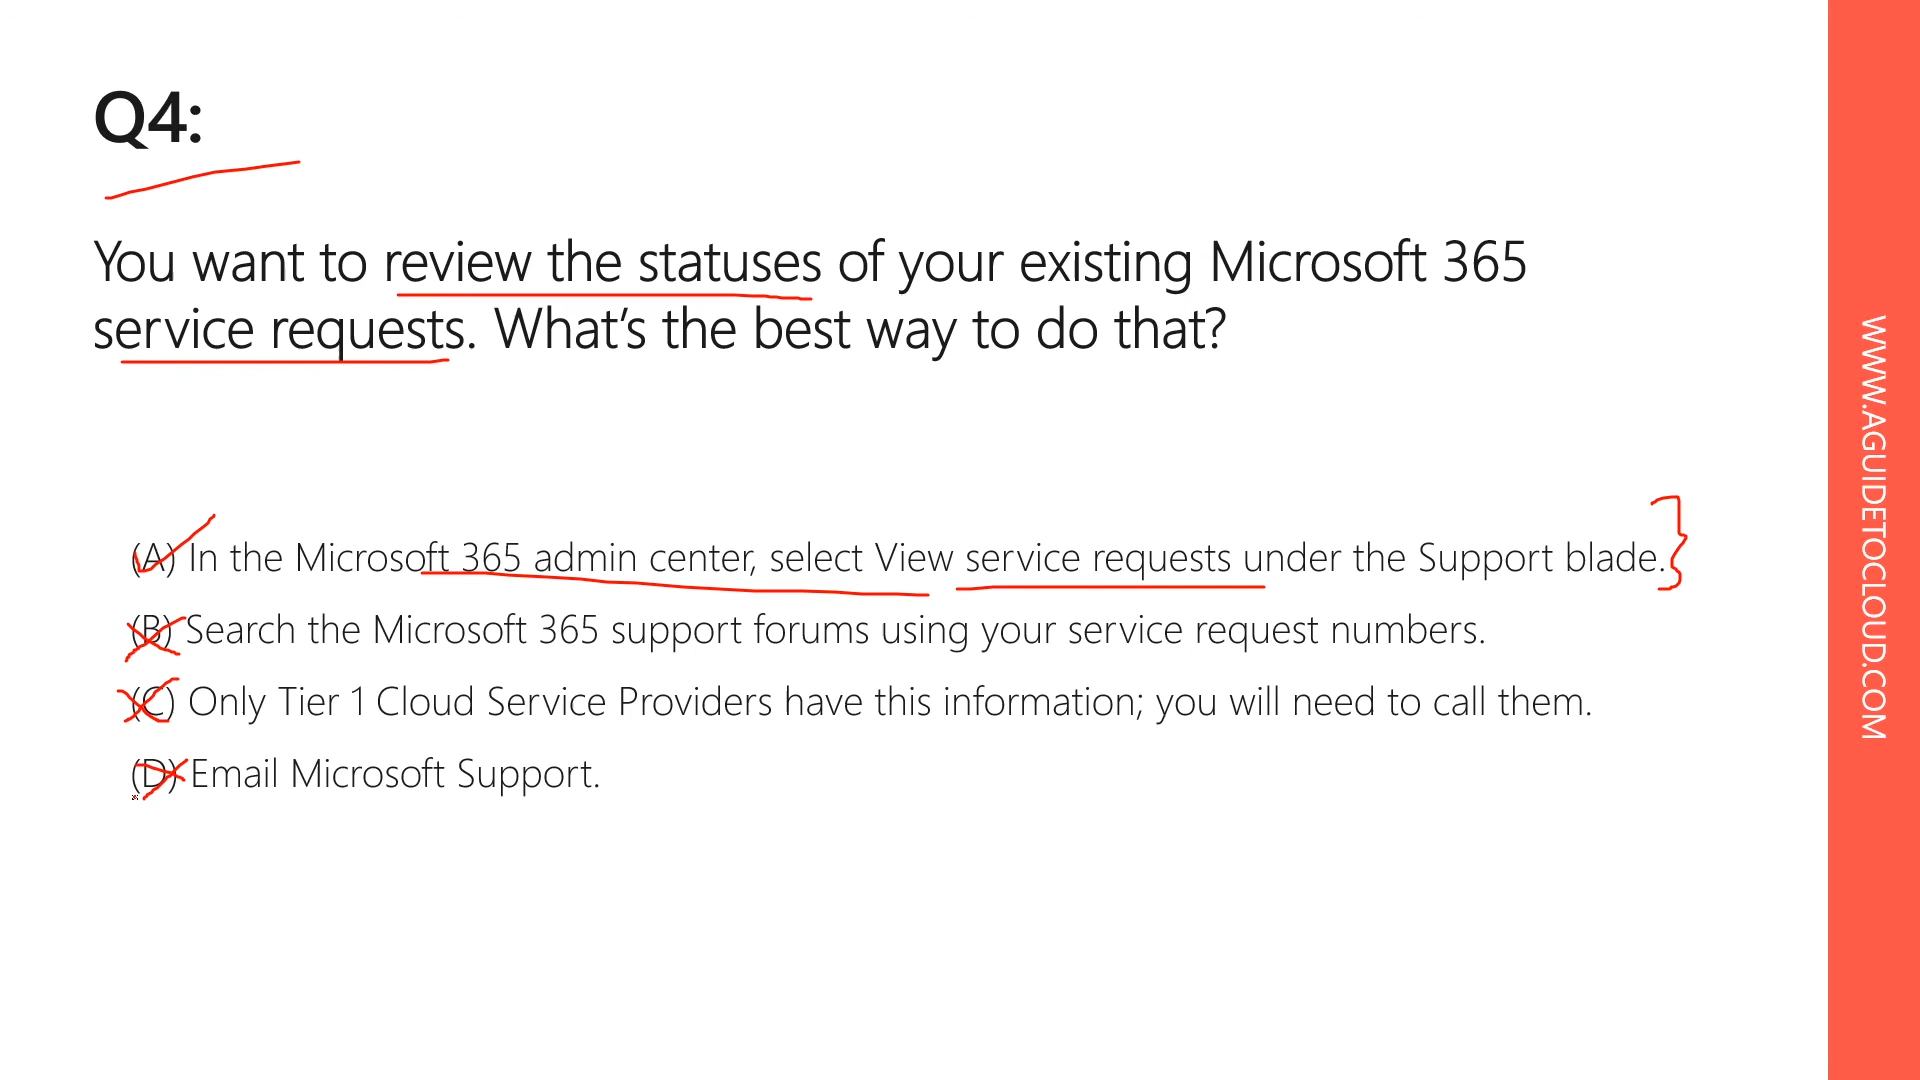 Q4:
You want to review the statuses of your existing Microsoft 365
service requests. What's the best way to do that?
(A) In the Microsoft 365 admin center, select View service requests under the Support blade.
(B) Search the Microsoft 365 support forums using your service request numbers.
(C) Only Tier 1 Cloud Service Providers have this information; you will need to call them.
(D) Email Microsoft Support.
WWW.AGUIDETOCLOUD.COM